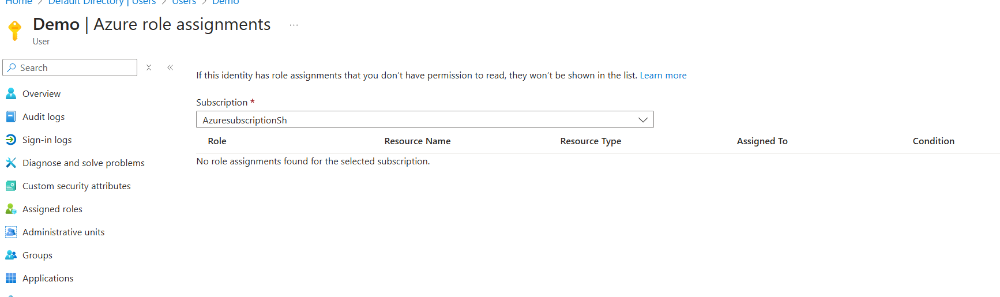 Home > Default Directory | Users > Users > Demo
Demo | Azure role assignments ...
User
Search
If this identity has role assignments that you don't have permission to read, they won't be shown in the list. Learn more
Overview
Subscription *
Audit logs
AzuresubscriptionSh
Sign-in logs
Role Resource Name Resource Type Assigned To Condition
Diagnose and solve problems
No role assignments found for the selected subscription.
Custom security attributes
Assigned roles
Administrative units
Groups
Applications